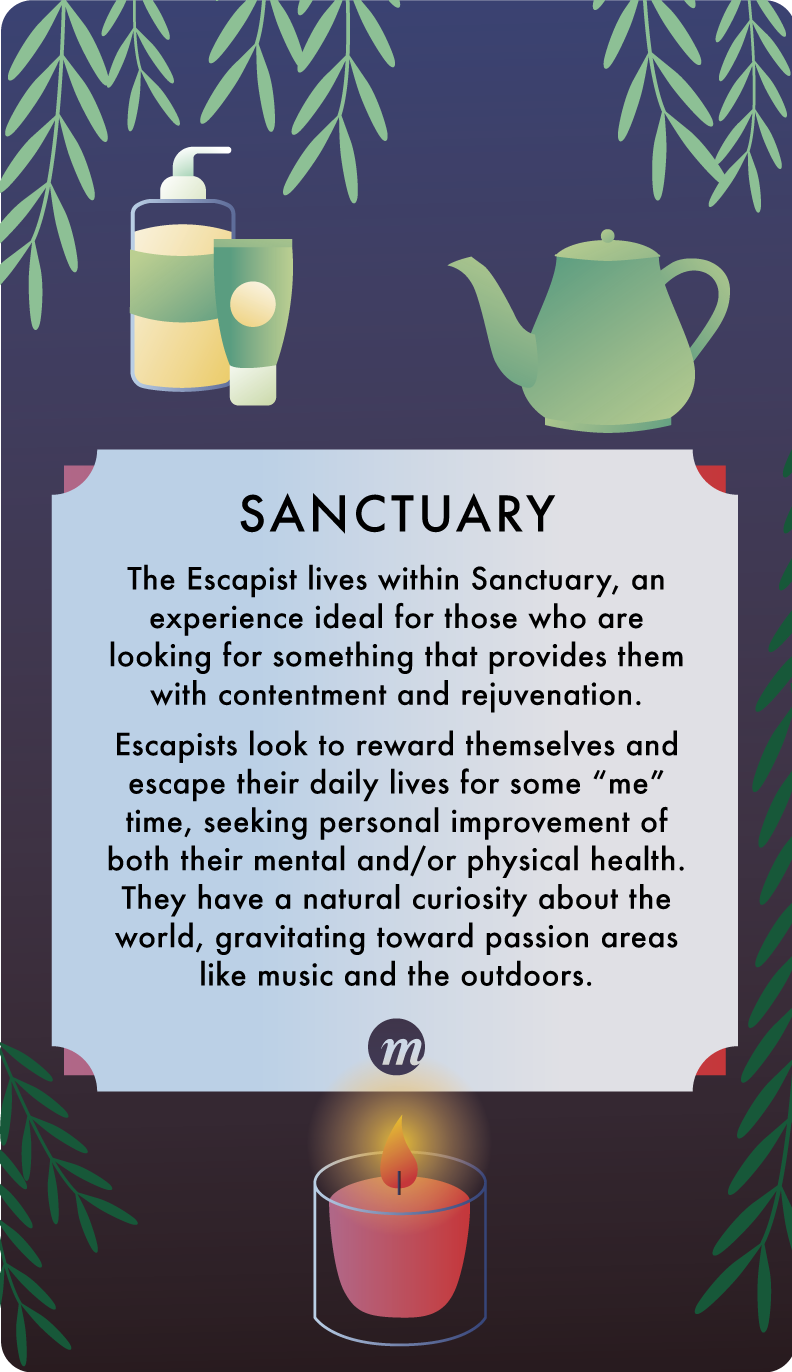 SANCTUARY
The Escapist lives within Sanctuary, an
experience ideal for those who are
looking for something that provides them
with contentment and rejuvenation.
Escapists look to reward themselves and
escape their daily lives for some “me”
time, seeking personal improvement of
both their mental and/or physical health.
They have a natural curiosity about the
world, gravitating toward passion areas
like music and the outdoors.
m